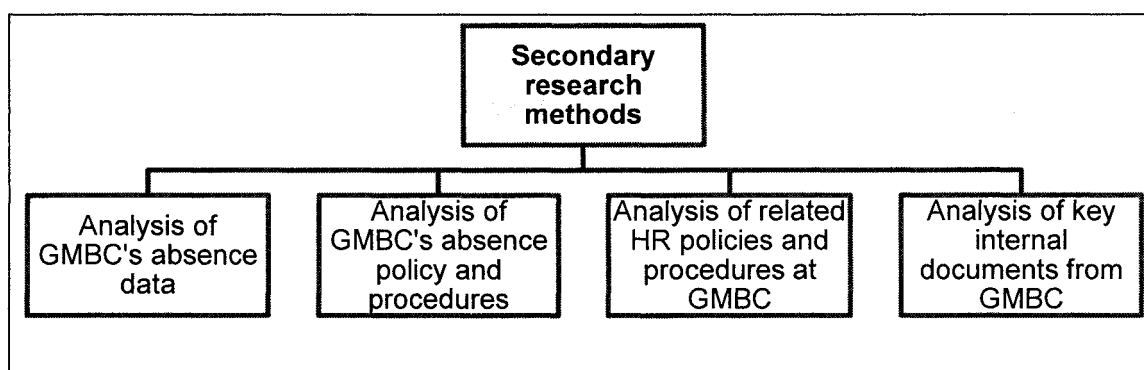 Secondary
research
methods
Analysis of
GMBC's absence
data
Analysis of
GMBC's absence
policy and
procedures
Analysis of related
HR policies and
procedures at
GMBC
Analysis of key
internal
documents from
GMBC